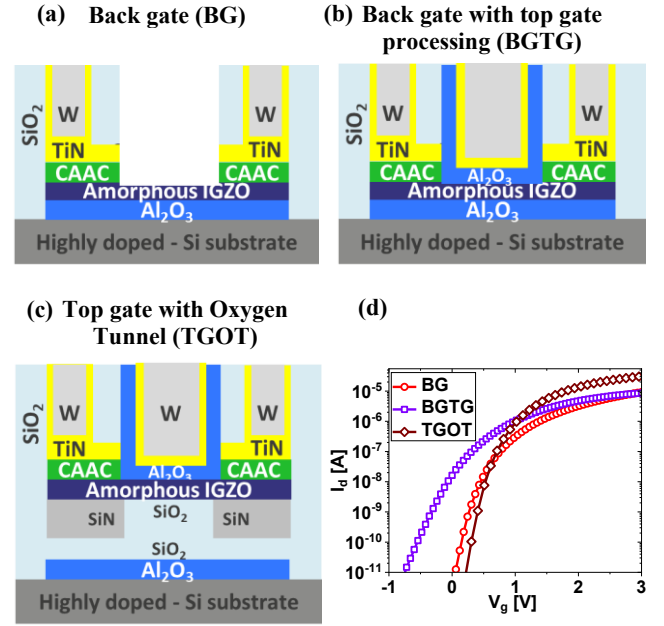 (a) Back gate (BG)
SiO₂
W
W
TiN
TiN
CAAC
CAAC
Amorphous IGZO
Al₂O₃
Highly doped - Si substrate
(b) Back gate with top gate
processing (BGTG)
SiO₂
W
W
TiN
TiN
CAAC
Al₂O₃
CAAC
Amorphous IGZO
Al₂O₃
Highly doped - Si substrate
(c) Top gate with Oxygen
Tunnel (TGOT)
SiO₂
W
W
W
TiN
TiN
CAAC
Al₂O₃
CAAC
Amorphous IGZO
SiN
SiO₂
SiN
SiO₂
Al₂O₃
Highly doped - Si substrate
(d)
BG
BGTG
TGOT
I_d [A]
10⁻⁵
10⁻⁶
10⁻⁷
10⁻⁸
10⁻⁹
10⁻¹⁰
10⁻¹¹
-1 0 1 2 3
V_g [V]